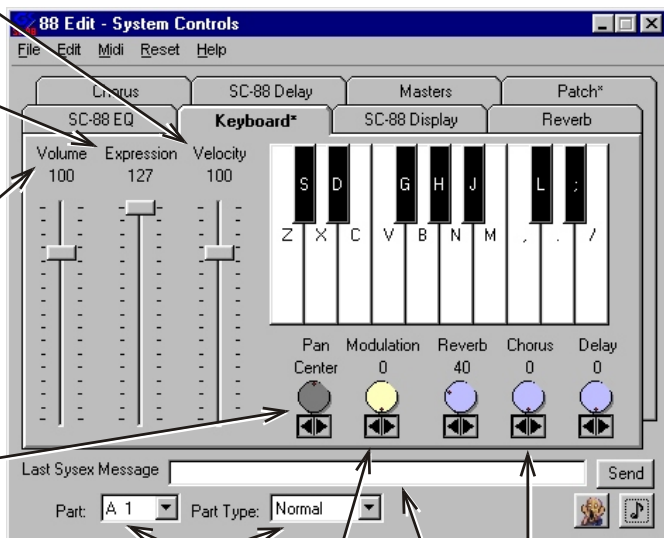 88 Edit - System Controls
File Edit Midi Reset Help
Chorus SC-88 Delay Masters Patch*
SC-88 EQ Keyboard* SC-88 Display Reverb
Volume Expression Velocity
100 127 100
S D G H J L ;
Z X C V B N M , . /
Pan Modulation Reverb Chorus Delay
Center 0 40 0 0
Last Sysex Message Send
Part: A 1 Part Type: Normal